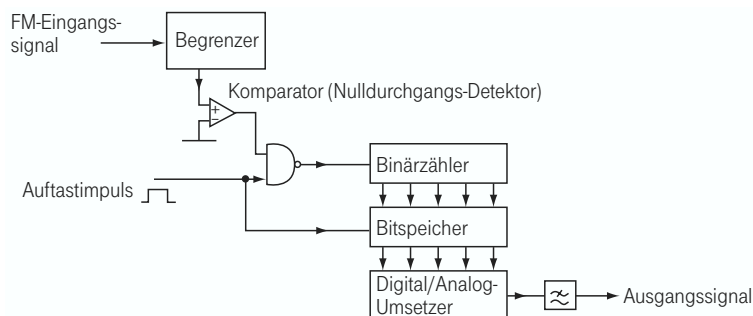 FM-Eingangs-
signal
Begrenzer
Komparator (Nulldurchgangs-Detektor)
+
−
Binärzähler
Auftastimpuls
Bitspeicher
Digital/Analog-
Umsetzer
Ausgangssignal